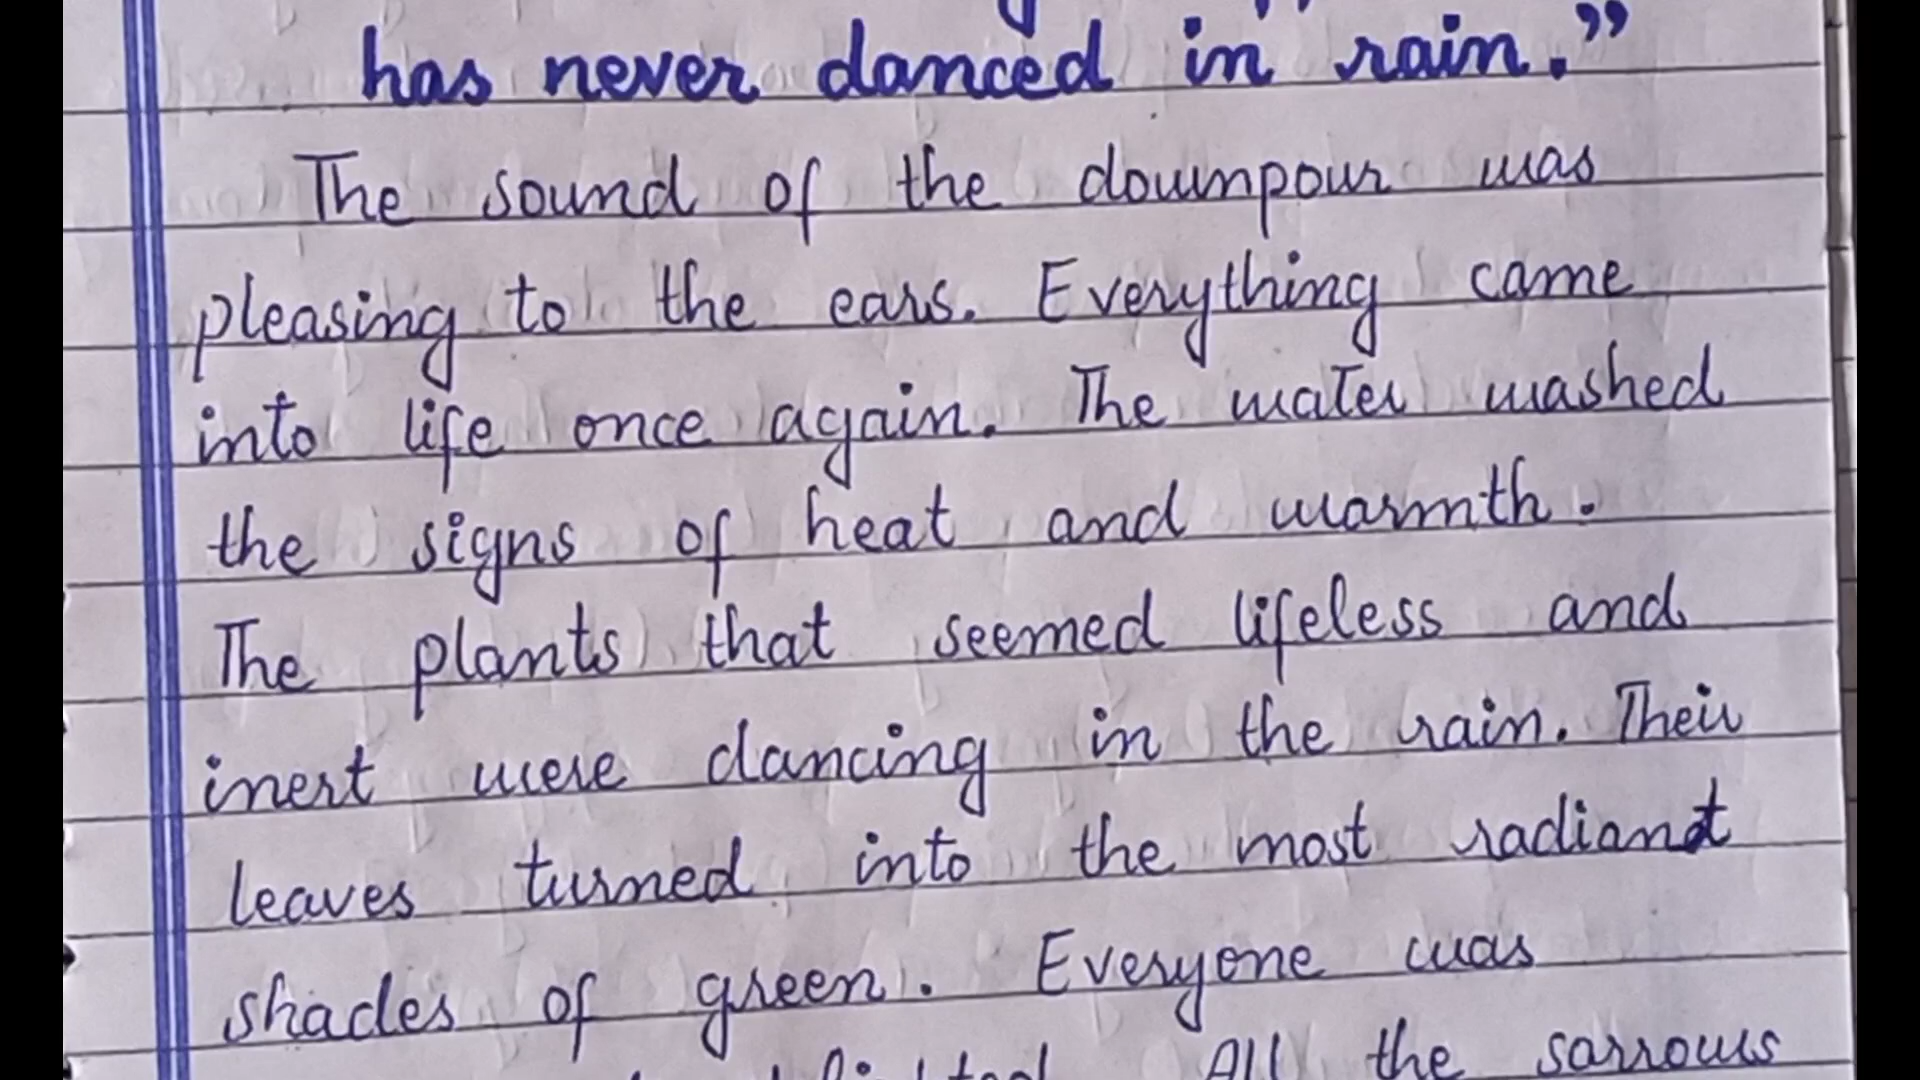 has never danced in rain.”
The sound of the downpour was
pleasing to the ears. Everything came
into life once again. The water washed
the signs of heat and warmth.
The plants that seemed lifeless and
inert were dancing in the rain. Their
leaves turned into the most radiant
shades of green. Everyone was
All the sorrows